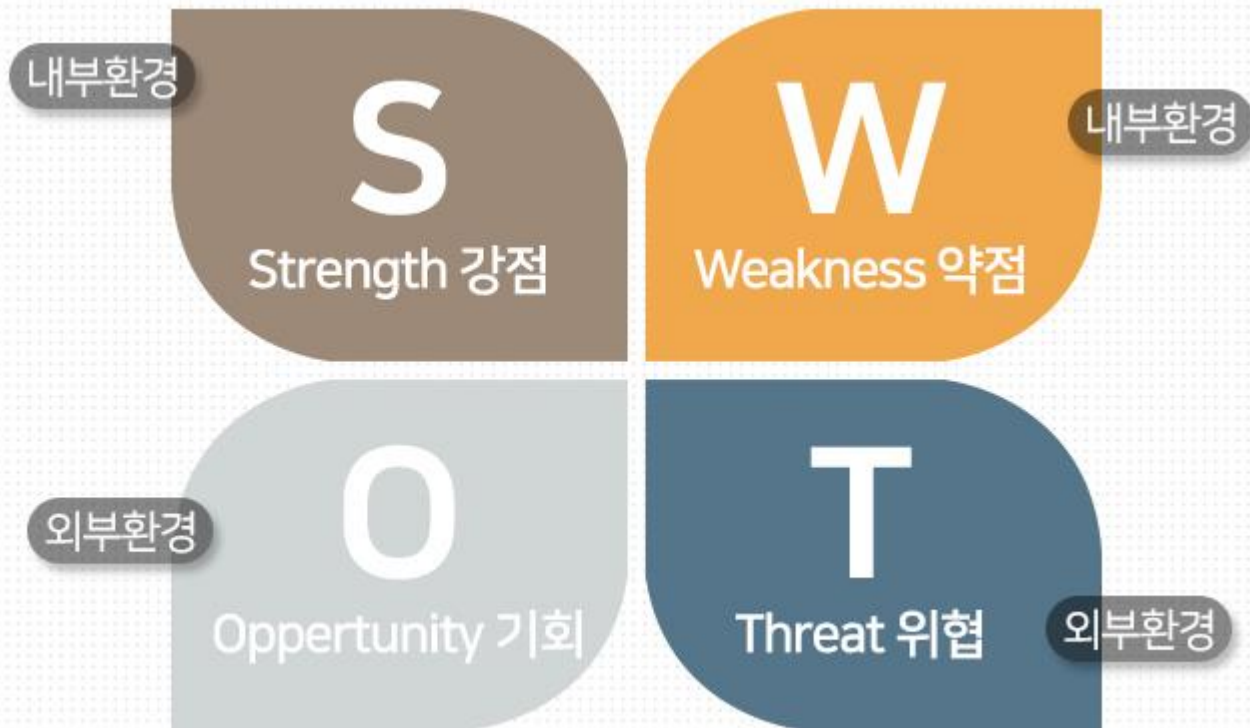 내부환경
S
Strength 강점
W
Weakness 약점
내부환경
외부환경
O
Oppertunity 기회
T
Threat 위협
외부환경